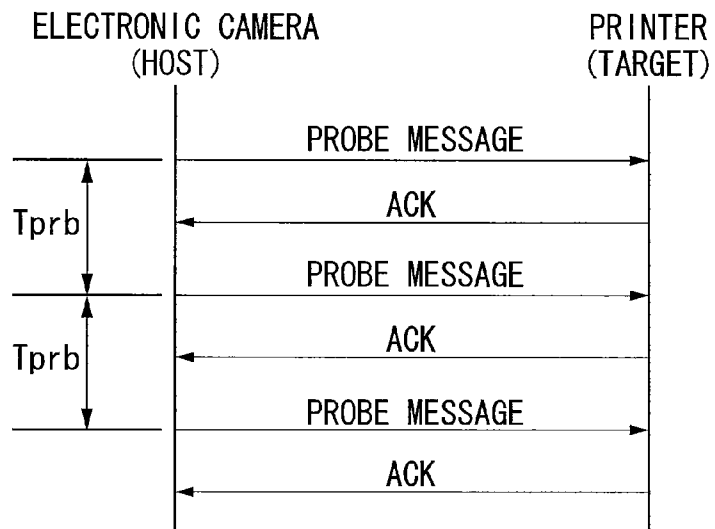 ELECTRONIC CAMERA
(HOST)
PRINTER
(TARGET)
PROBE MESSAGE
Tprb
ACK
PROBE MESSAGE
Tprb
ACK
PROBE MESSAGE
ACK